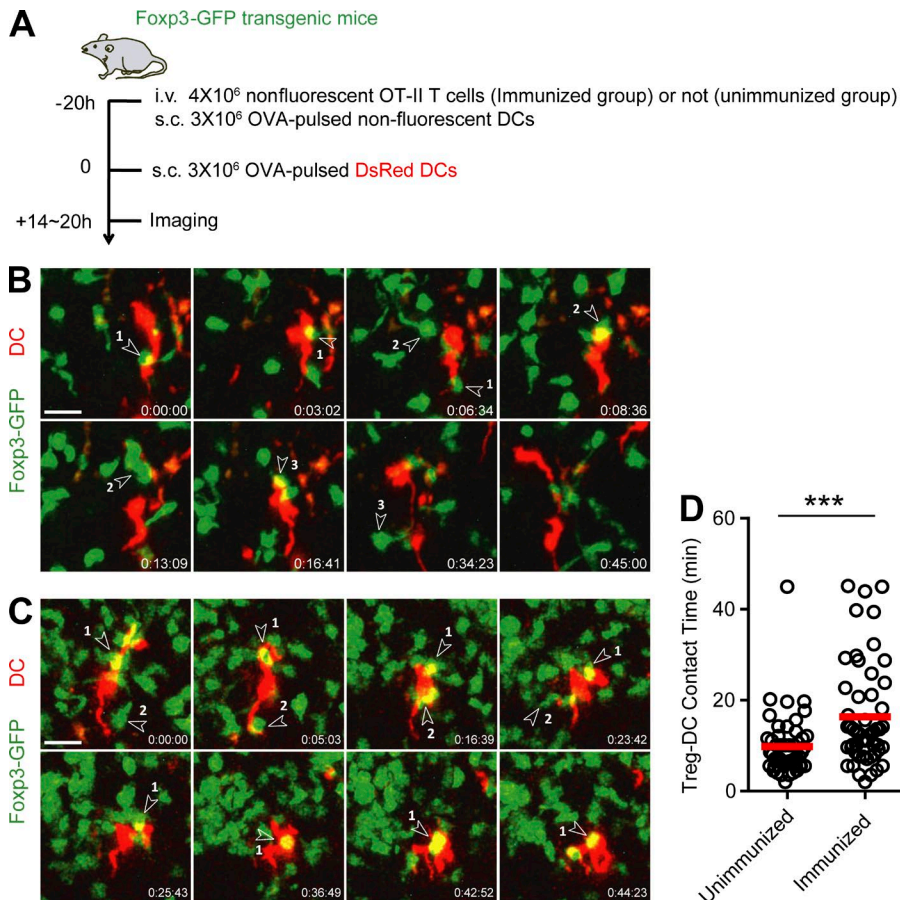 A
Foxp3-GFP transgenic mice
-20h
i.v. 4X10⁶ nonfluorescent OT-II T cells (Immunized group) or not (unimmunized group)
s.c. 3X10⁶ OVA-pulsed non-fluorescent DCs
0
s.c. 3X10⁶ OVA-pulsed DsRed DCs
+14~20h
Imaging
B
Foxp3-GFP DC
1
0:00:00
1
0:03:02
2
1
0:06:34
2
0:08:36
2
0:13:09
3
0:16:41
3
0:34:23
0:45:00
C
Foxp3-GFP DC
1
2
0:00:00
1
2
0:05:03
1
2
0:16:39
1
2
0:23:42
1
0:25:43
1
0:36:49
1
0:42:52
1
0:44:23
D
***
Treg-DC Contact Time (min)
60
40
20
0
Unimmunized
Immunized